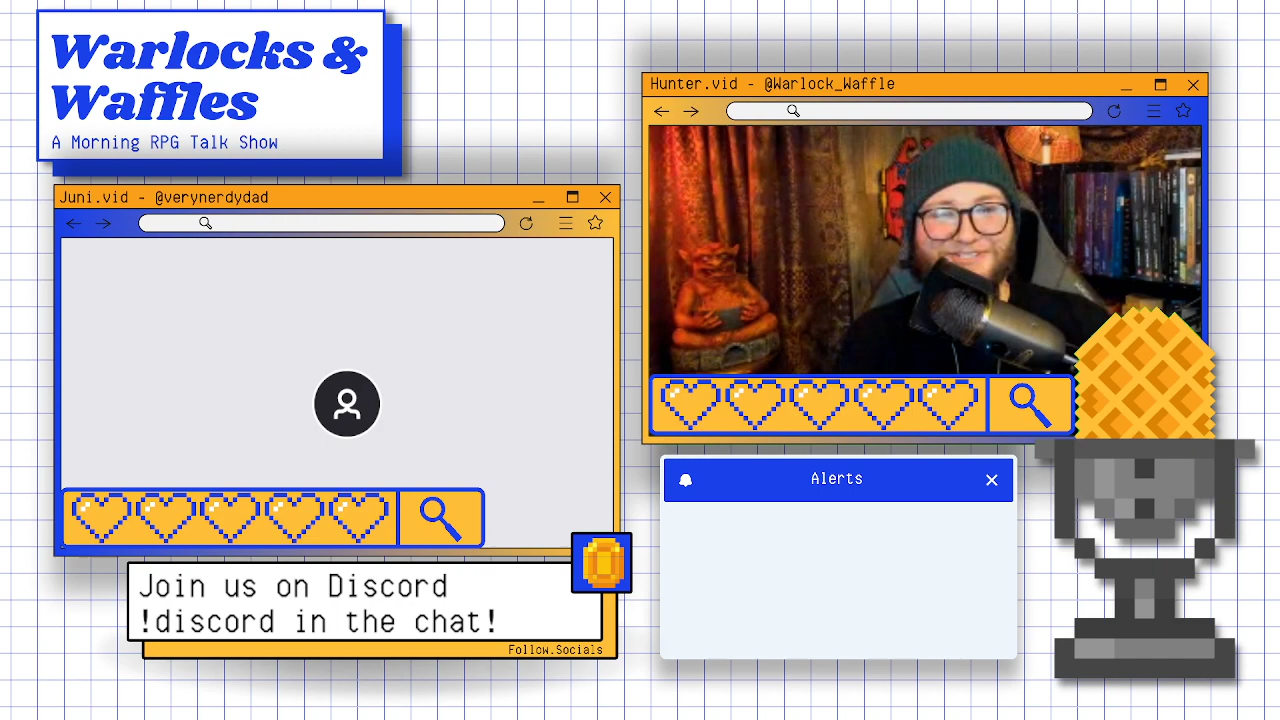 Warlocks &
Waffles
A Morning RPG Talk Show
Juni.vid - @verynerdydad
Hunter.vid - @Warlock_Waffle
Alerts
Join us on Discord
!discord in the chat!
Follow.Socials